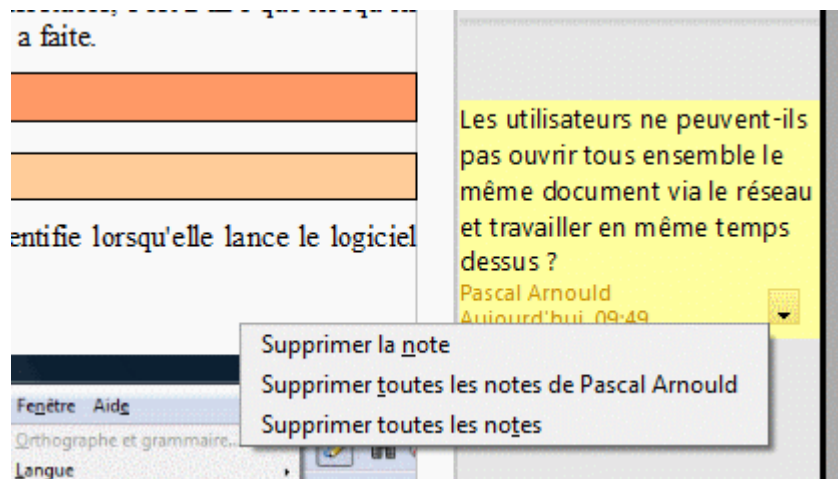 a faite.
entifie lorsqu'elle lance le logiciel
Les utilisateurs ne peuvent-ils
pas ouvrir tous ensemble le
même document via le réseau
et travailler en même temps
dessus ?
Pascal Arnould
Aujourd'hui, 09:49
Supprimer la note
Supprimer toutes les notes de Pascal Arnould
Supprimer toutes les notes
Fenêtre Aide
Orthographe et grammaire...
Langue